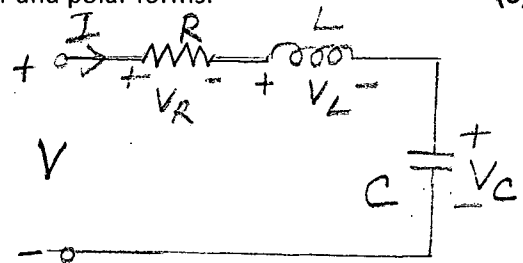 and polar forms.
I R L
+ + - + -
V_R V_L
V + V_C -
C
-